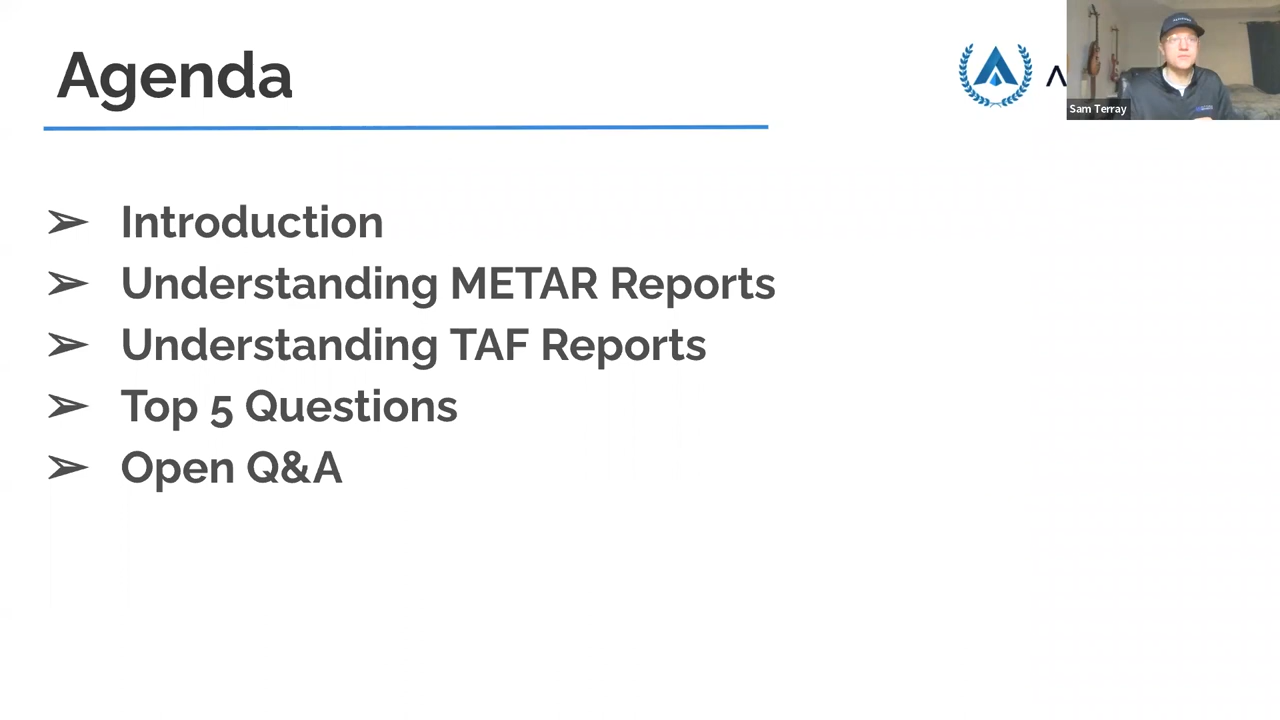 Agenda
Sam Terray
Introduction
Understanding METAR Reports
Understanding TAF Reports
Top 5 Questions
Open Q&A